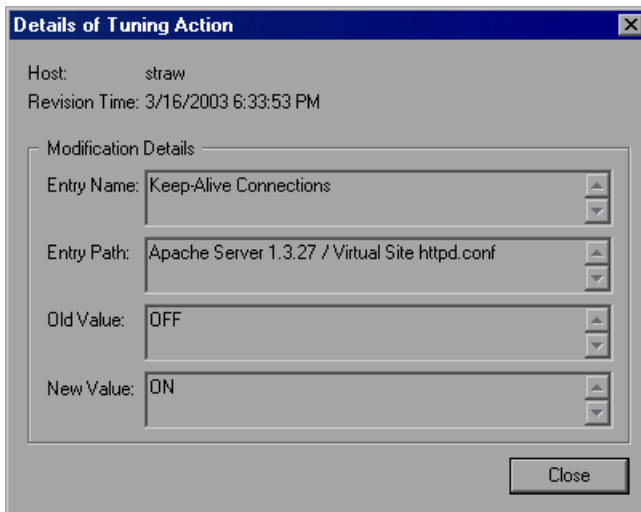 Details of Tuning Action
Host: straw
Revision Time: 3/16/2003 6:33:53 PM
Modification Details
Entry Name: Keep-Alive Connections
Entry Path: Apache Server 1.3.27 / Virtual Site httpd.conf
Old Value: OFF
New Value: ON
Close